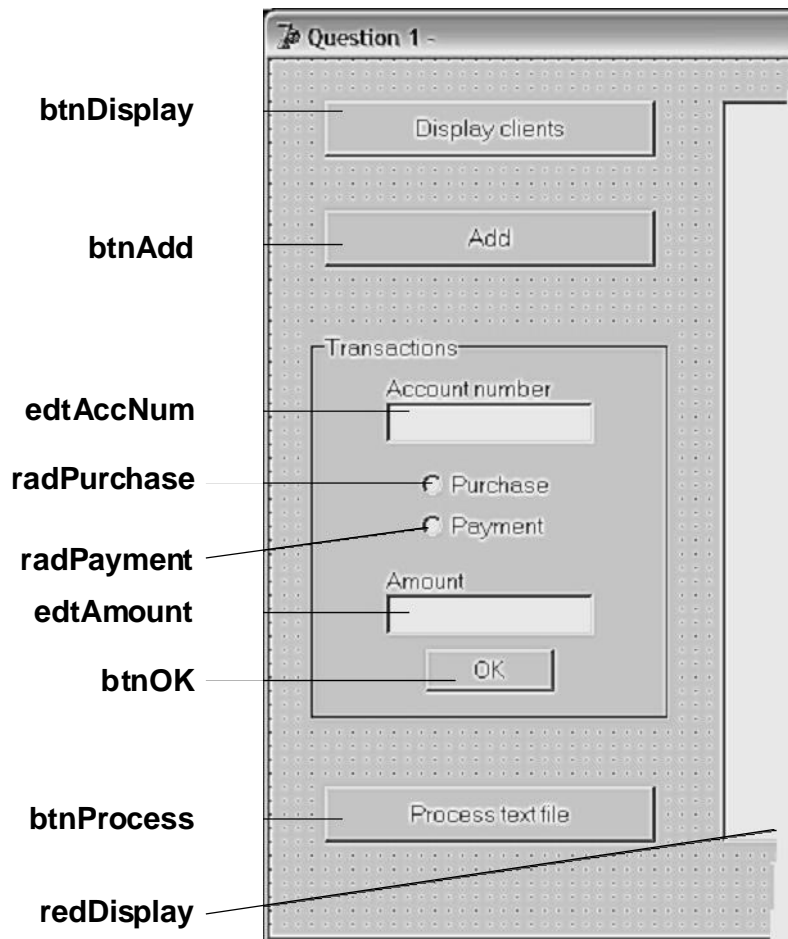 Question 1 -
btnDisplay
Display clients
btnAdd
Add
Transactions
Account number
edtAccNum
radPurchase
Purchase
radPayment
Payment
Amount
edtAmount
btnOK
OK
btnProcess
Process text file
redDisplay